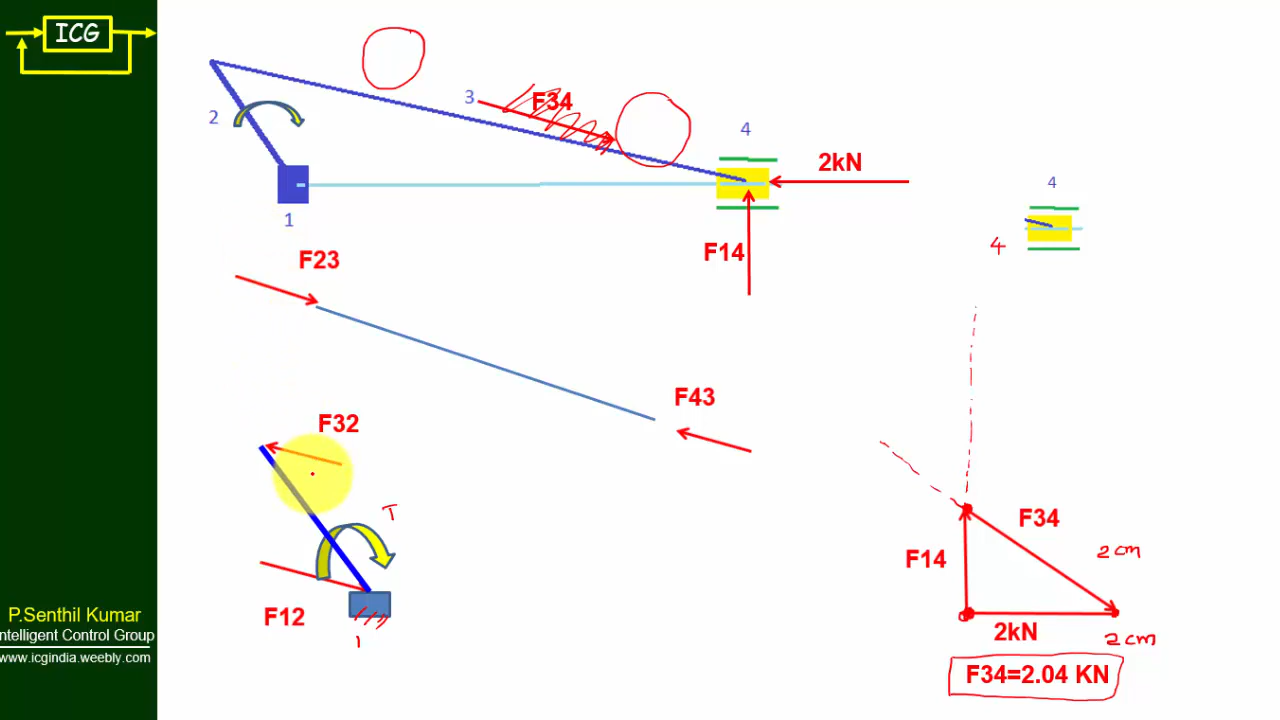 ICG
2
3
F34
4
2kN
1
F14
4
4
F23
F43
F32
T
F12
1
F34
2 cm
F14
2kN
2 cm
F34=2.04 KN
P.Senthil Kumar
Intelligent Control Group
www.icgindia.weebly.com